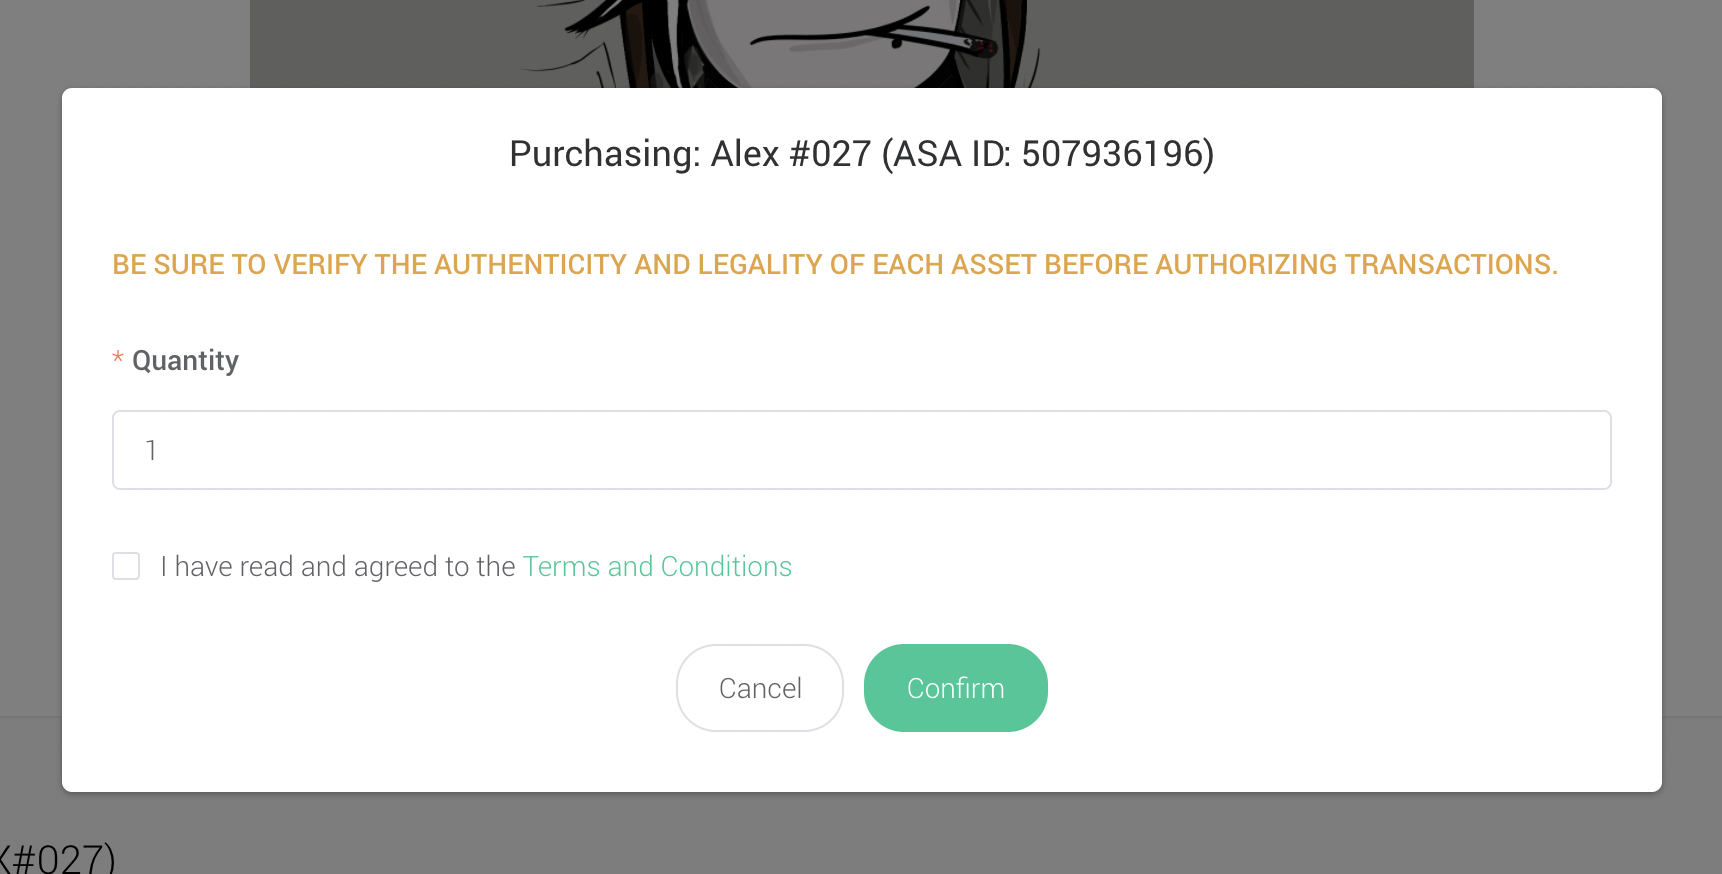 Purchasing: Alex #027 (ASA ID: 507936196)
BE SURE TO VERIFY THE AUTHENTICITY AND LEGALITY OF EACH ASSET BEFORE AUTHORIZING TRANSACTIONS.
* Quantity
1
I have read and agreed to the Terms and Conditions
Cancel Confirm
X#027)